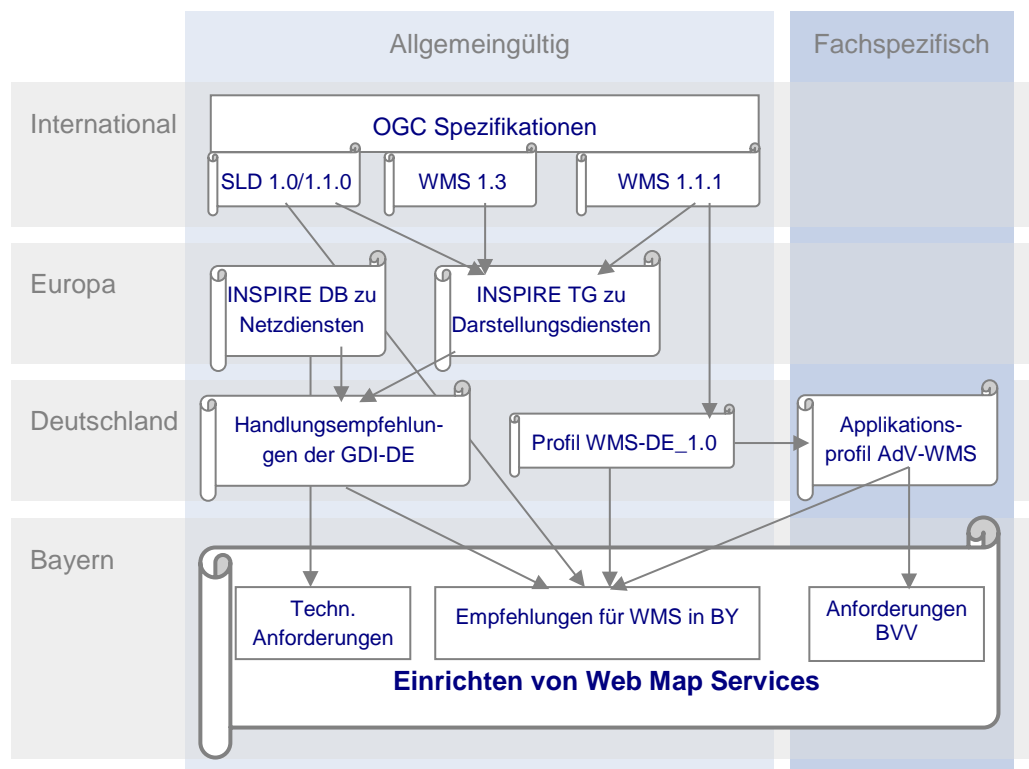 Allgemeingültig
Fachspezifisch
International
OGC Spezifikationen
SLD 1.0/1.1.0
WMS 1.3
WMS 1.1.1
Europa
INSPIRE DB zu
Netzdiensten
INSPIRE TG zu
Darstellungsdiensten
Deutschland
Handlungsempfehlun-
gen der GDI-DE
Profil WMS-DE_1.0
Applikations-
profil AdV-WMS
Bayern
Techn.
Anforderungen
Empfehlungen für WMS in BY
Anforderungen
BVV
Einrichten von Web Map Services